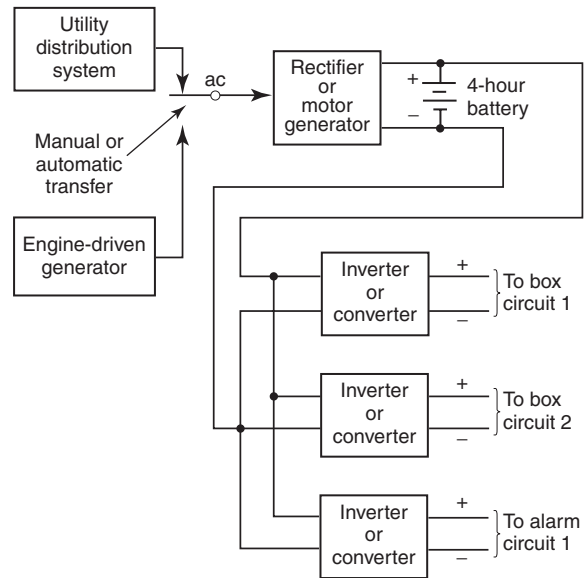 Utility
distribution
system
ac
Manual or
automatic
transfer
Engine-driven
generator
Rectifier
or
motor
generator
+
–
4-hour
battery
Inverter
or
converter
+
–
To box
circuit 1
Inverter
or
converter
+
–
To box
circuit 2
Inverter
or
converter
+
–
To alarm
circuit 1